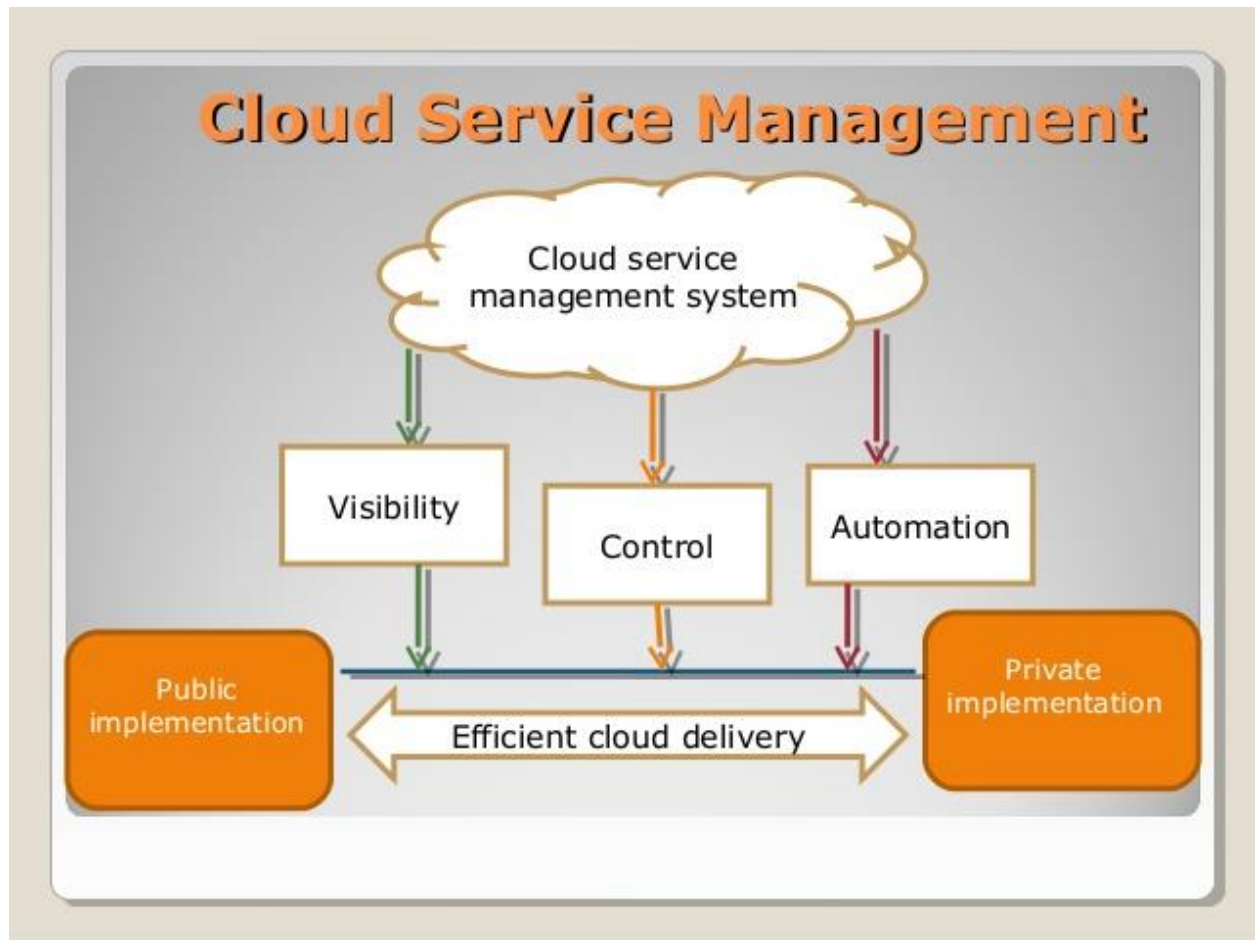 Cloud Service Management
Cloud service
management system
Visibility
Control
Automation
Public
implementation
Private
implementation
Efficient cloud delivery